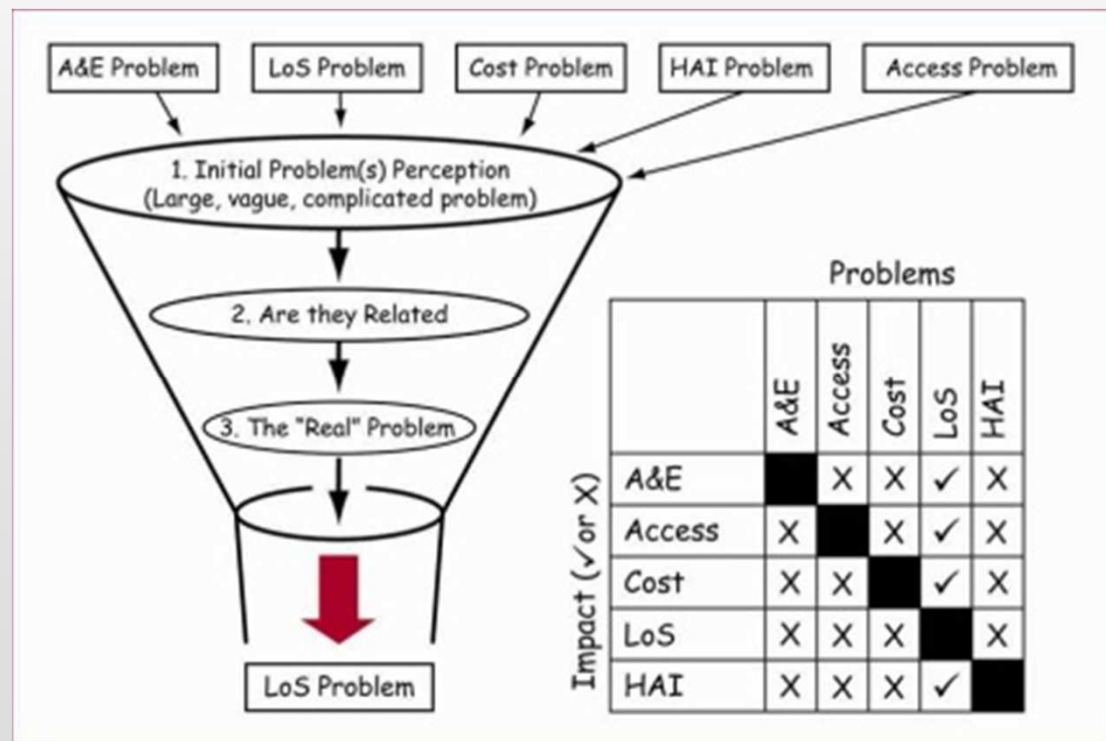 A&E Problem
LoS Problem
Cost Problem
HAI Problem
Access Problem
1. Initial Problem(s) Perception
(Large, vague, complicated problem)
2. Are they Related
3. The "Real" Problem
LoS Problem
Problems
A&E Access Cost LoS HAI
Impact (✓ or X)
A&E X X ✓ X
Access X X ✓ X
Cost X X ✓ X
LoS X X X X
HAI X X X ✓